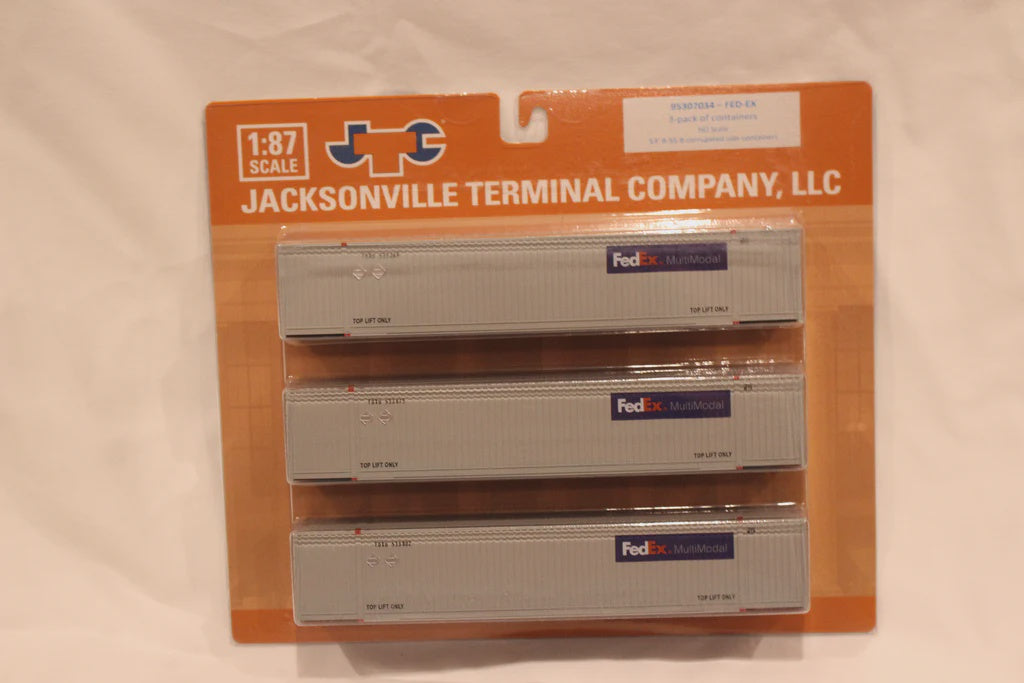 95307034 - FED-EX
3-pack of containers
HO Scale
1:87
SCALE
JTC
JACKSONVILLE TERMINAL COMPANY, LLC
FedEx MultiModal
TOP LIFT ONLY
TOP LIFT ONLY
FedEx MultiModal
TOP LIFT ONLY
TOP LIFT ONLY
FedEx MultiModal
TOP LIFT ONLY
TOP LIFT ONLY